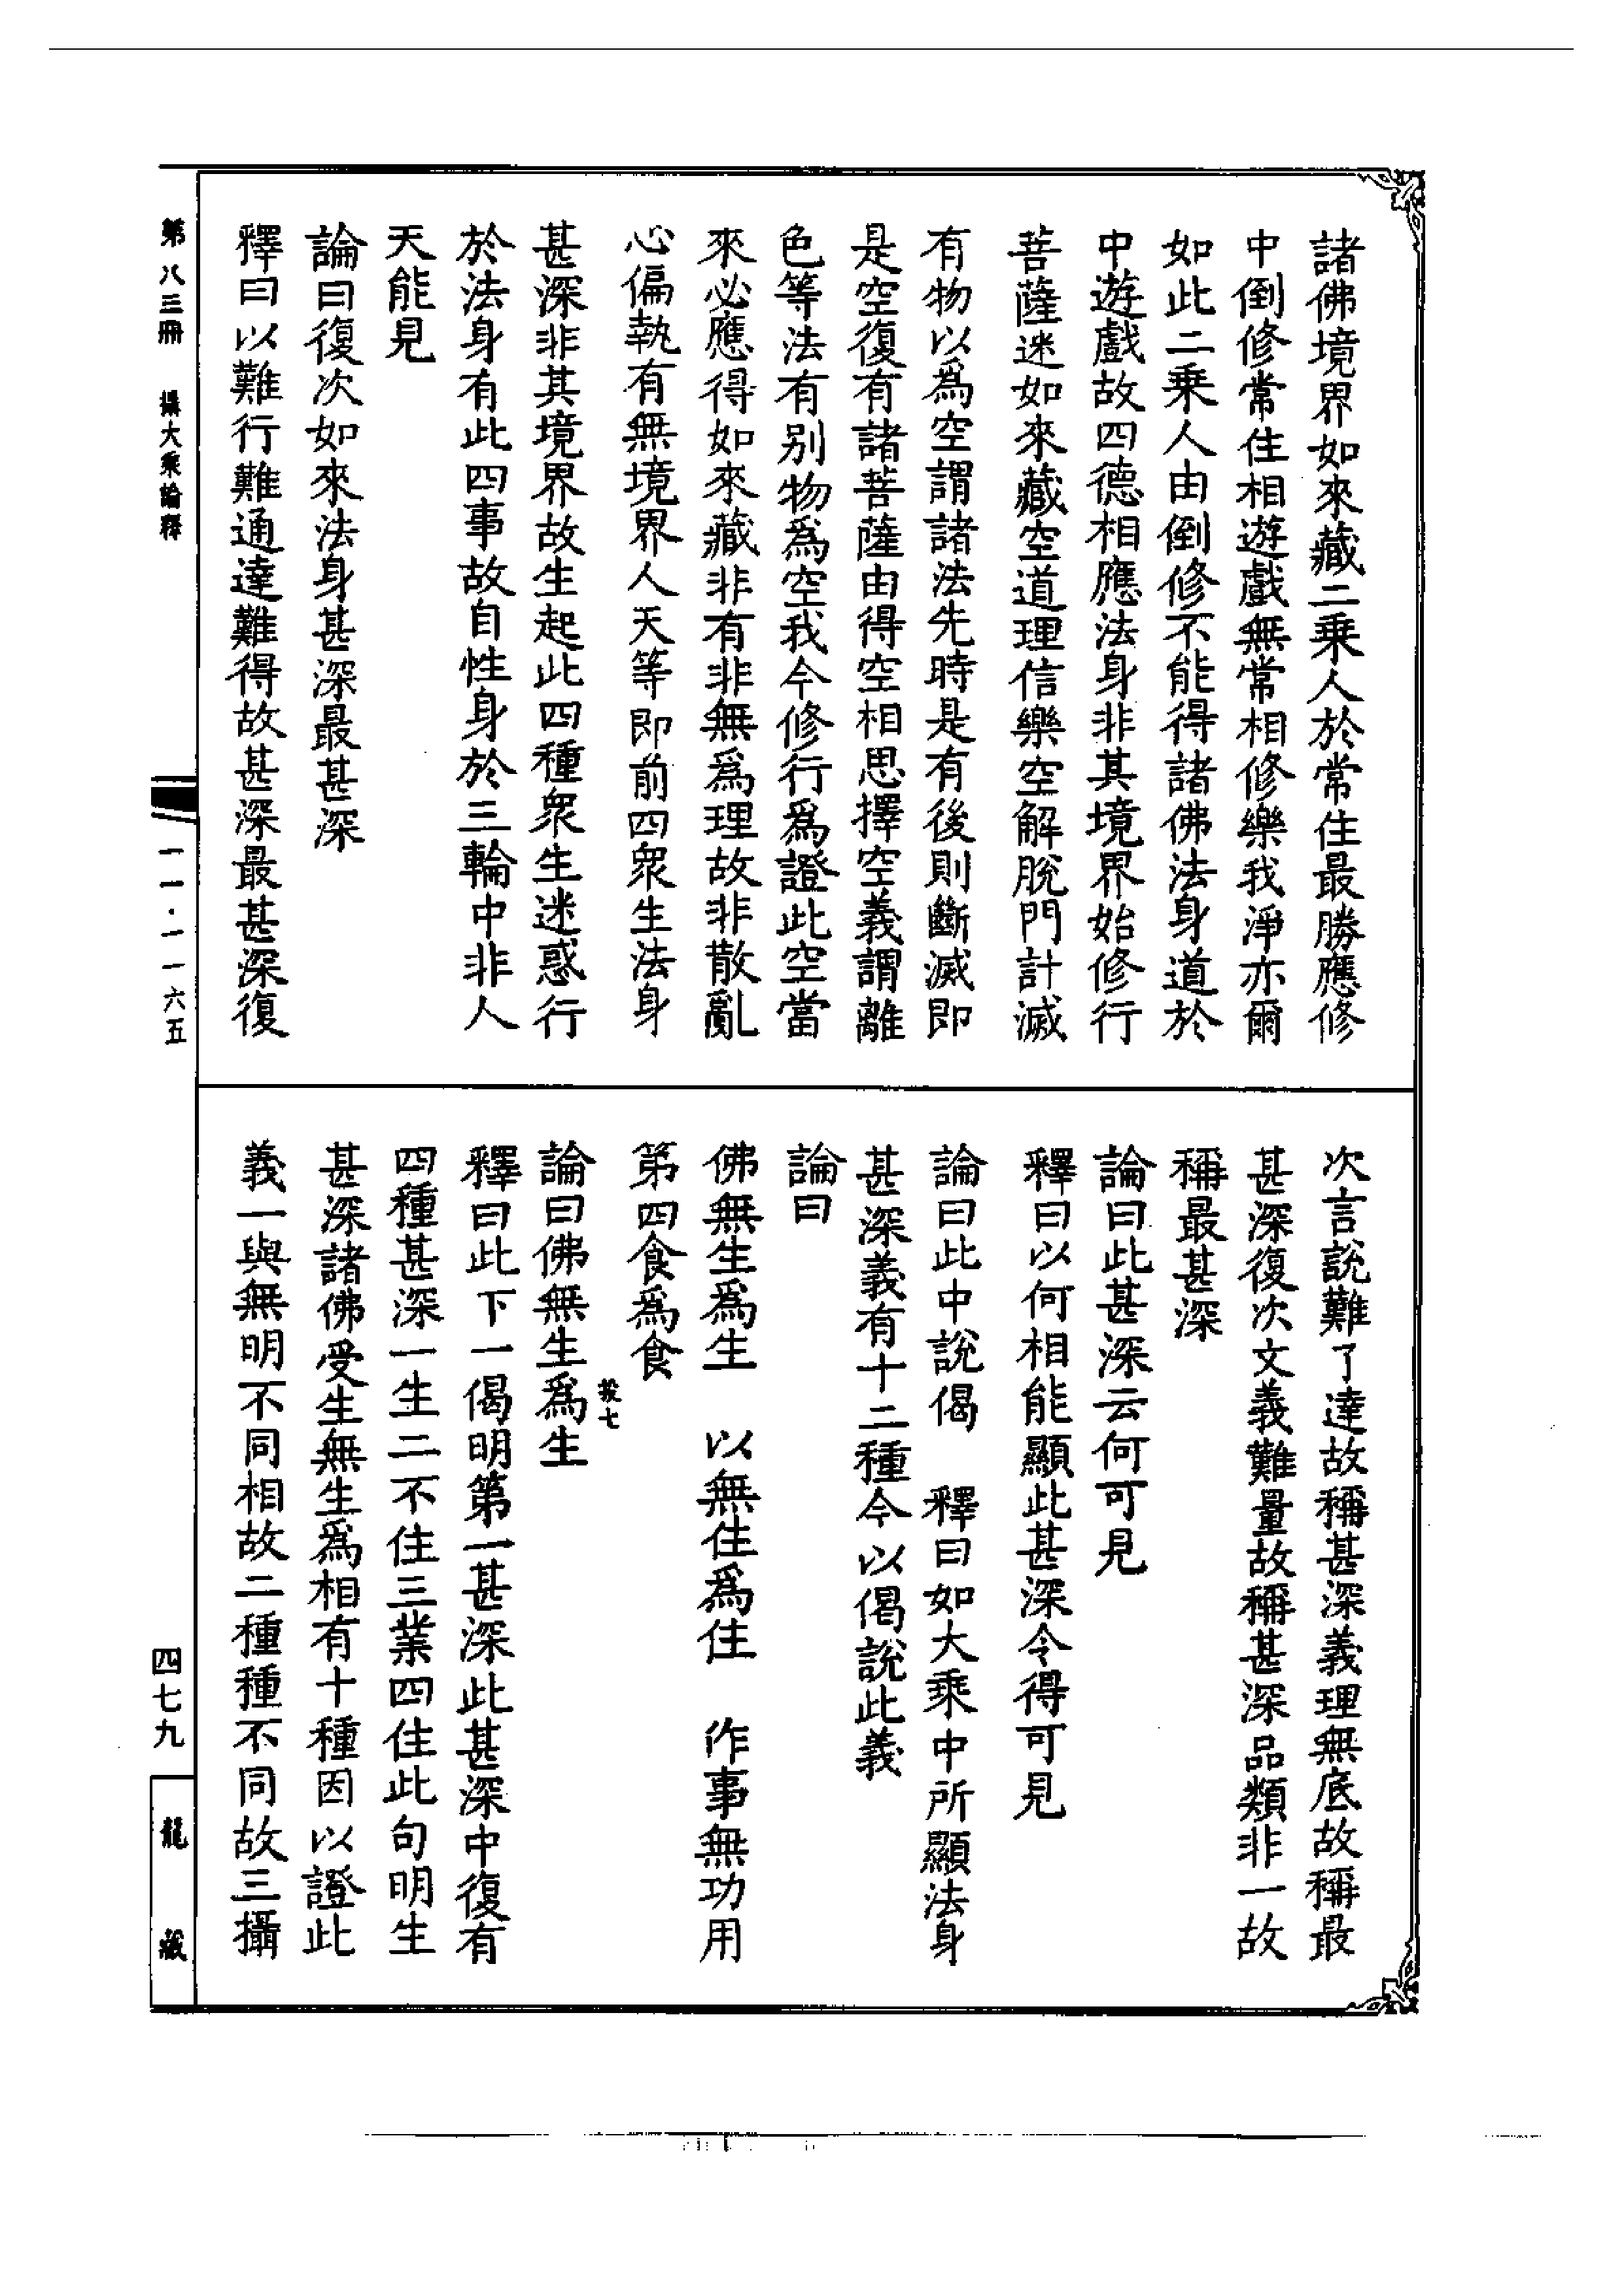 諸佛境界如來藏二乘人於常住最勝應修
中倒修常住相遊戲無常相修樂我淨亦爾
如此二乘人由倒修不能得諸佛法身道於
中遊戲故四德相應法身非其境界始修行
菩薩迷如來藏空道理信樂空解脫門計滅
有物以為空謂諸法先時是有後則斷滅即
是空復有諸菩薩由得空相思擇空義謂離
色等法有別物為空我今修行為證此空當
來必應得如來藏非有非無為理故非散亂
心偏執有無境界人天等即前四眾生法身
甚深非其境界故生起此四種眾生迷惑行
於法身有此四事故自性身於三輪中非人
天能見
論曰復次如來法身甚深最甚深
釋曰以難行難通達難得故甚深最甚深復
次言說難了達故稱甚深義理無底故稱最
甚深復次文義難量故稱甚深品類非一故
稱最甚深
論曰此甚深云何可見
釋曰以何相能顯此甚深令得可見
論曰此中說偈　釋曰如大乘中所顯法身
甚深義有十二種今以偈說此義
論曰
佛無生為生　以無住為住　作事無功用
第四食為食
投七
論曰佛無生為生
釋曰此下一偈明第一甚深此甚深中復有
四種甚深一生二不住三業四住此句明生
甚深諸佛受生無生為相有十種因以證此
義一與無明不同相故二種種不同故三攝
第八三冊　攝大乘論釋
一一·一一六五
四七九
龍藏